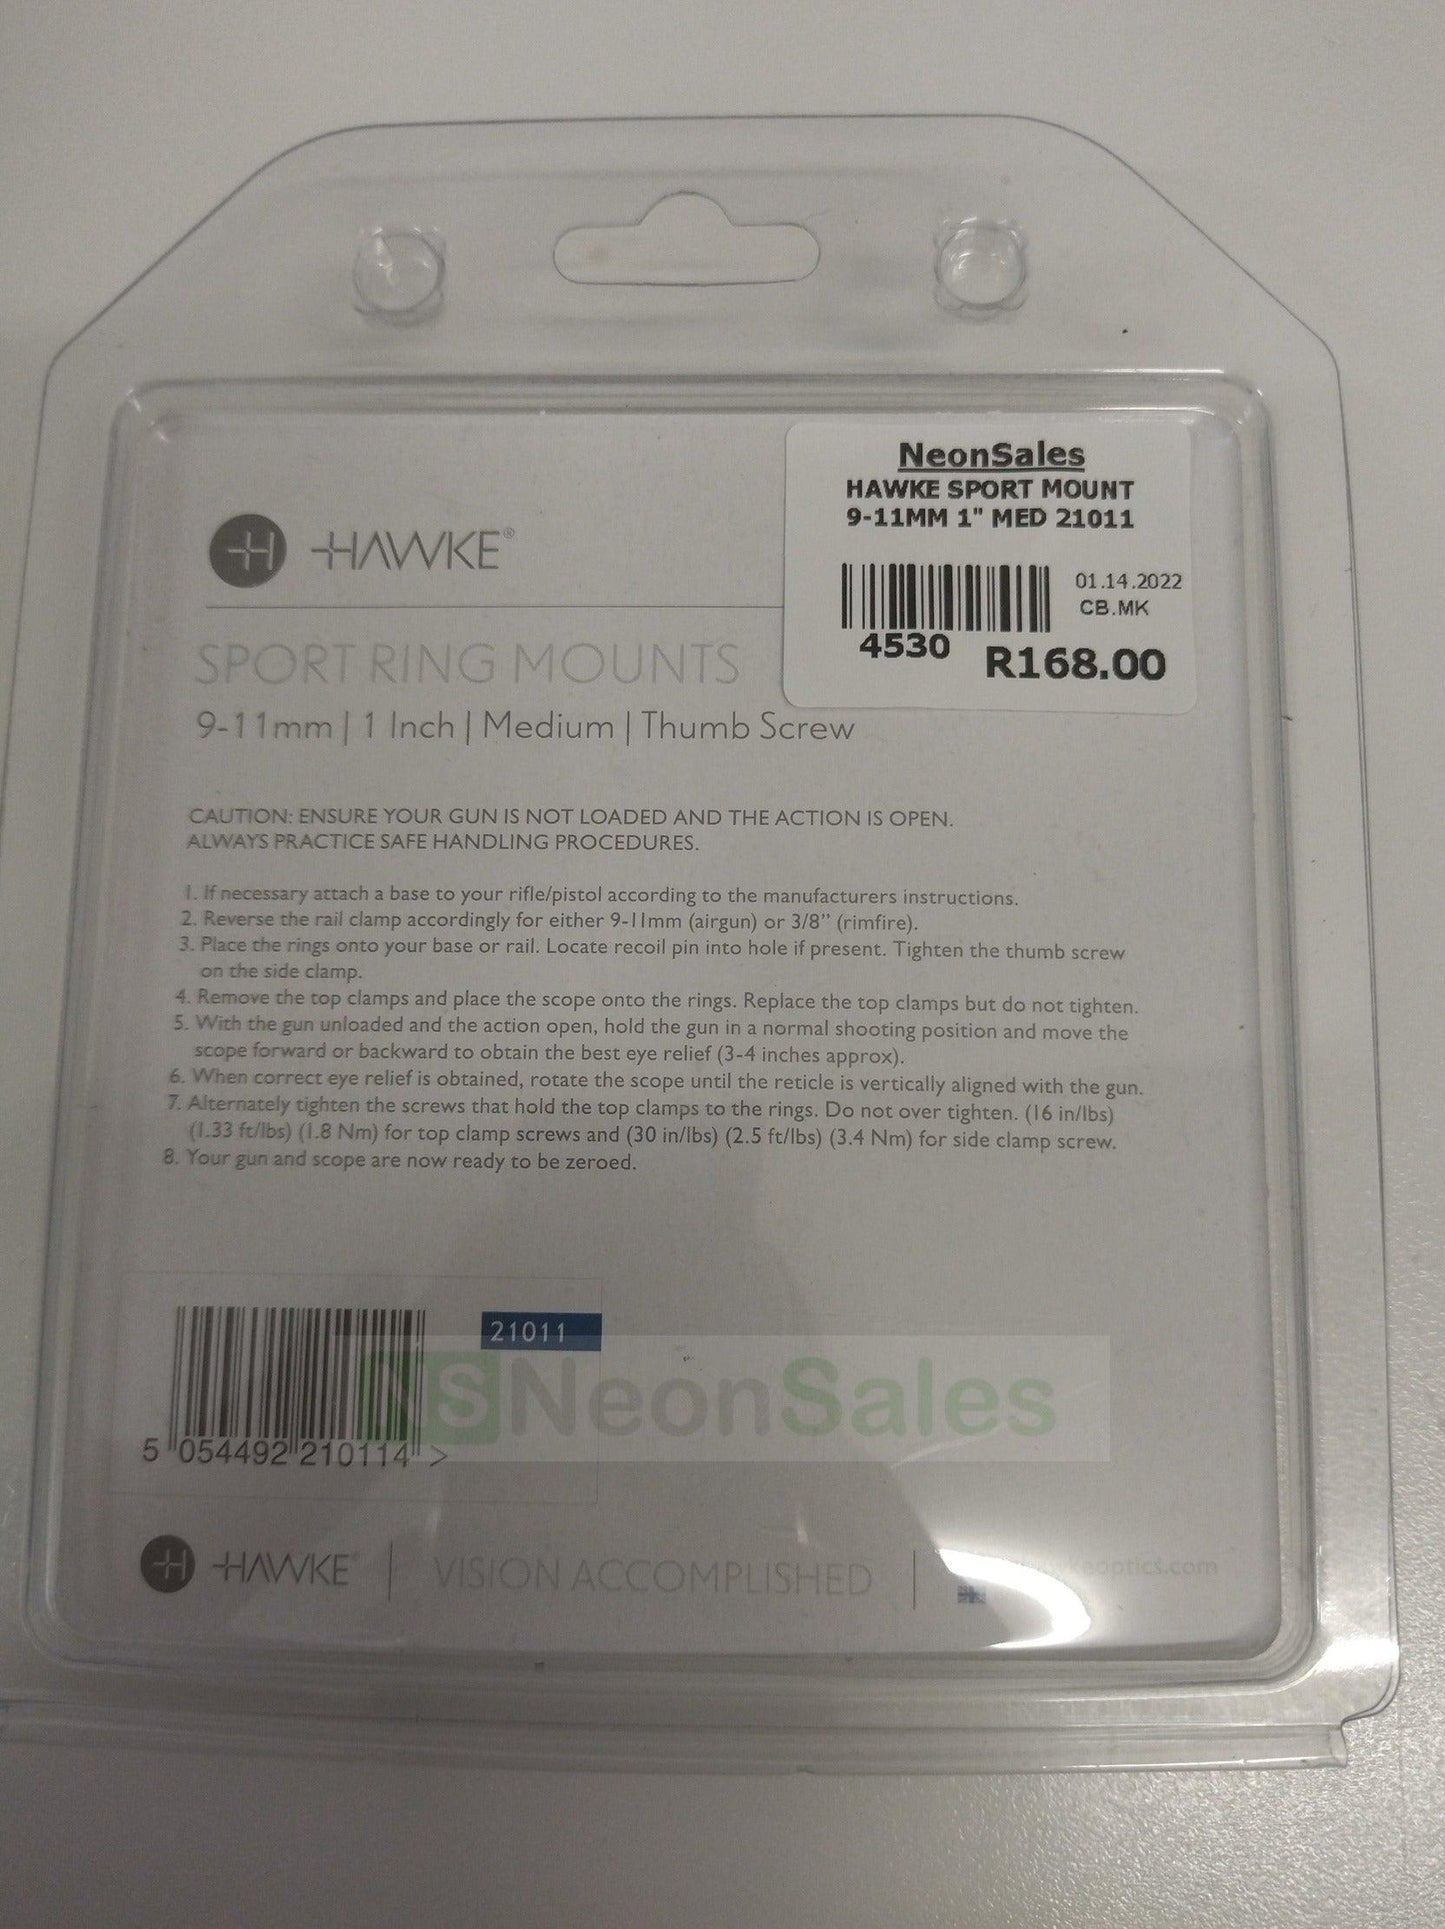 NeonSales
HAWKE SPORT MOUNT
9-11MM 1" MED 21011
01.14.2022
CB.MK
4530
R168.00
HAWKE®
SPORT RING MOUNTS
9-11mm | 1 Inch | Medium | Thumb Screw
CAUTION: ENSURE YOUR GUN IS NOT LOADED AND THE ACTION IS OPEN.
ALWAYS PRACTICE SAFE HANDLING PROCEDURES.
1. If necessary attach a base to your rifle/pistol according to the manufacturers instructions.
2. Reverse the rail clamp accordingly for either 9-11mm (airgun) or 3/8” (rimfire).
3. Place the rings onto your base or rail. Locate recoil pin into hole if present. Tighten the thumb screw
on the side clamp.
4. Remove the top clamps and place the scope onto the rings. Replace the top clamps but do not tighten.
5. With the gun unloaded and the action open, hold the gun in a normal shooting position and move the
scope forward or backward to obtain the best eye relief (3-4 inches approx).
6. When correct eye relief is obtained, rotate the scope until the reticle is vertically aligned with the gun.
7. Alternately tighten the screws that hold the top clamps to the rings. Do not over tighten. (16 in/lbs)
(1.33 ft/lbs) (1.8 Nm) for top clamp screws and (30 in/lbs) (2.5 ft/lbs) (3.4 Nm) for side clamp screw.
8. Your gun and scope are now ready to be zeroed.
21011
NeonSales
5 054492 210114 >
HAWKE | VISION ACCOMPLISHED |